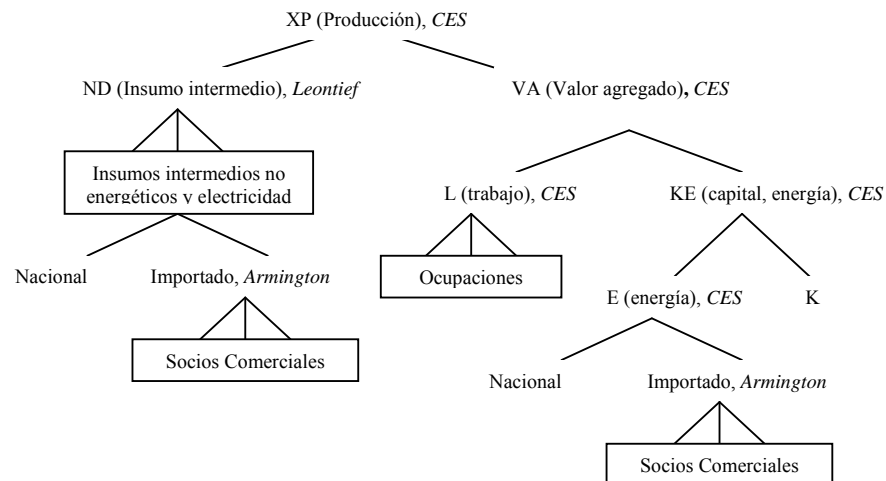 XP (Producción), CES
ND (Insumo intermedio), Leontief
VA (Valor agregado), CES
Insumos intermedios no
energéticos y electricidad
L (trabajo), CES
KE (capital, energía), CES
Nacional
Importado, Armington
Ocupaciones
E (energía), CES
K
Socios Comerciales
Nacional
Importado, Armington
Socios Comerciales